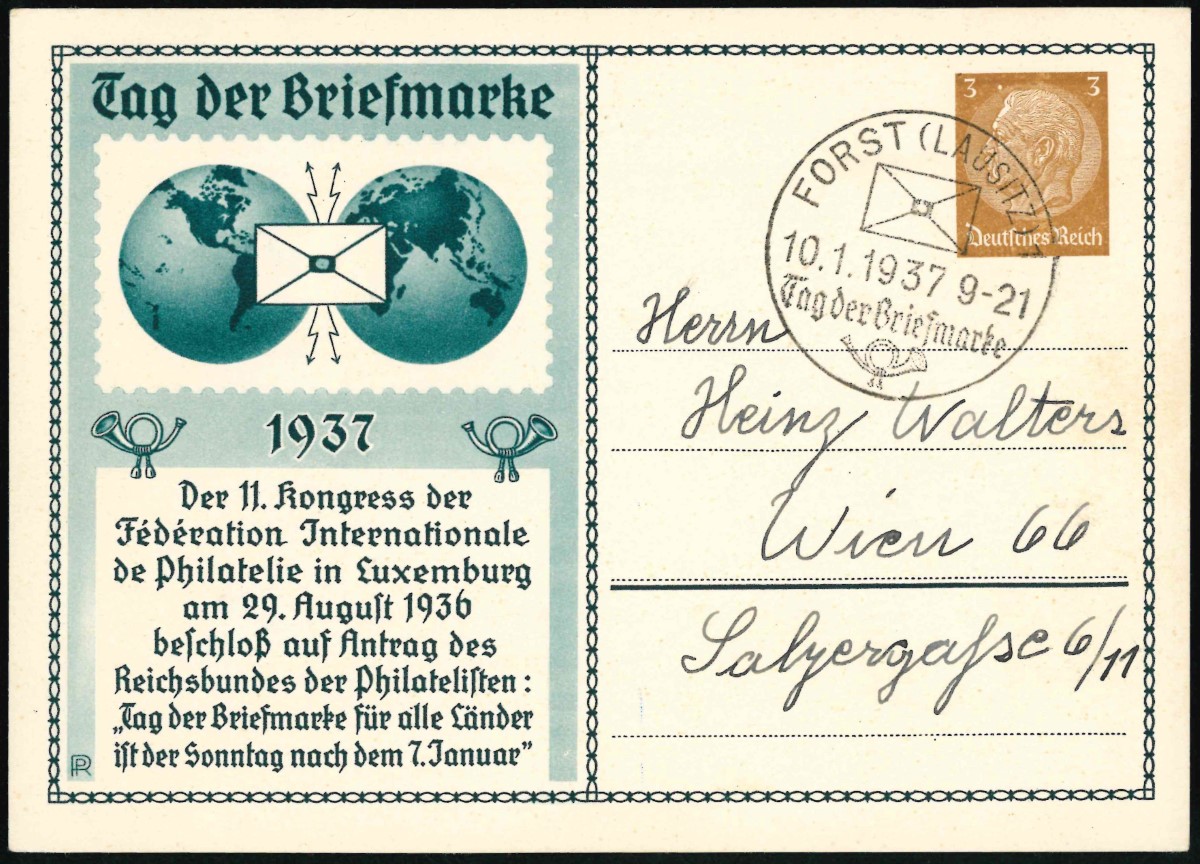 Tag der Briefmarke
1937
Der 11. Kongress der
Fédération Internationale
de Philatelie in Luxemburg
am 29. August 1936
beschloß auf Antrag des
Reichsbundes der Philatelisten:
„Tag der Briefmarke für alle Länder
ist der Sonntag nach dem 7. Januar”
PR
3 3
Deutsches Reich
FORST (LAUSITZ) 1
10.1.1937 9-21
Tag der Briefmarke
Herrn
Heinz Walters
Wien 66
Salzergasse 6/11